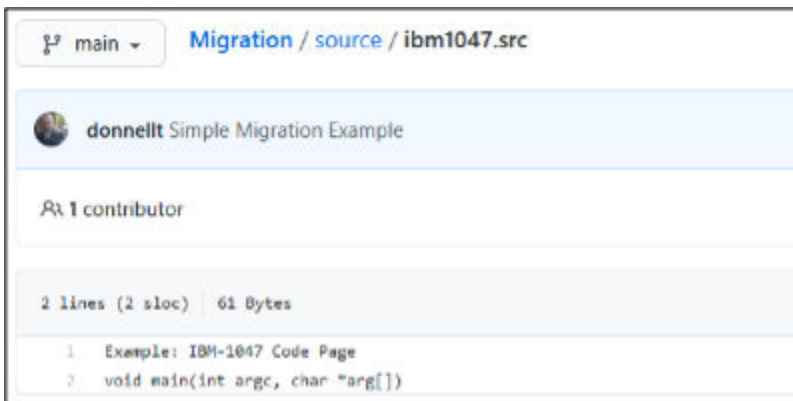 main
Migration / source / ibm1047.src
donnellt Simple Migration Example
1 contributor
2 lines (2 sloc) 61 Bytes
1 Example: IBM-1047 Code Page
2 void main(int argc, char *arg[])